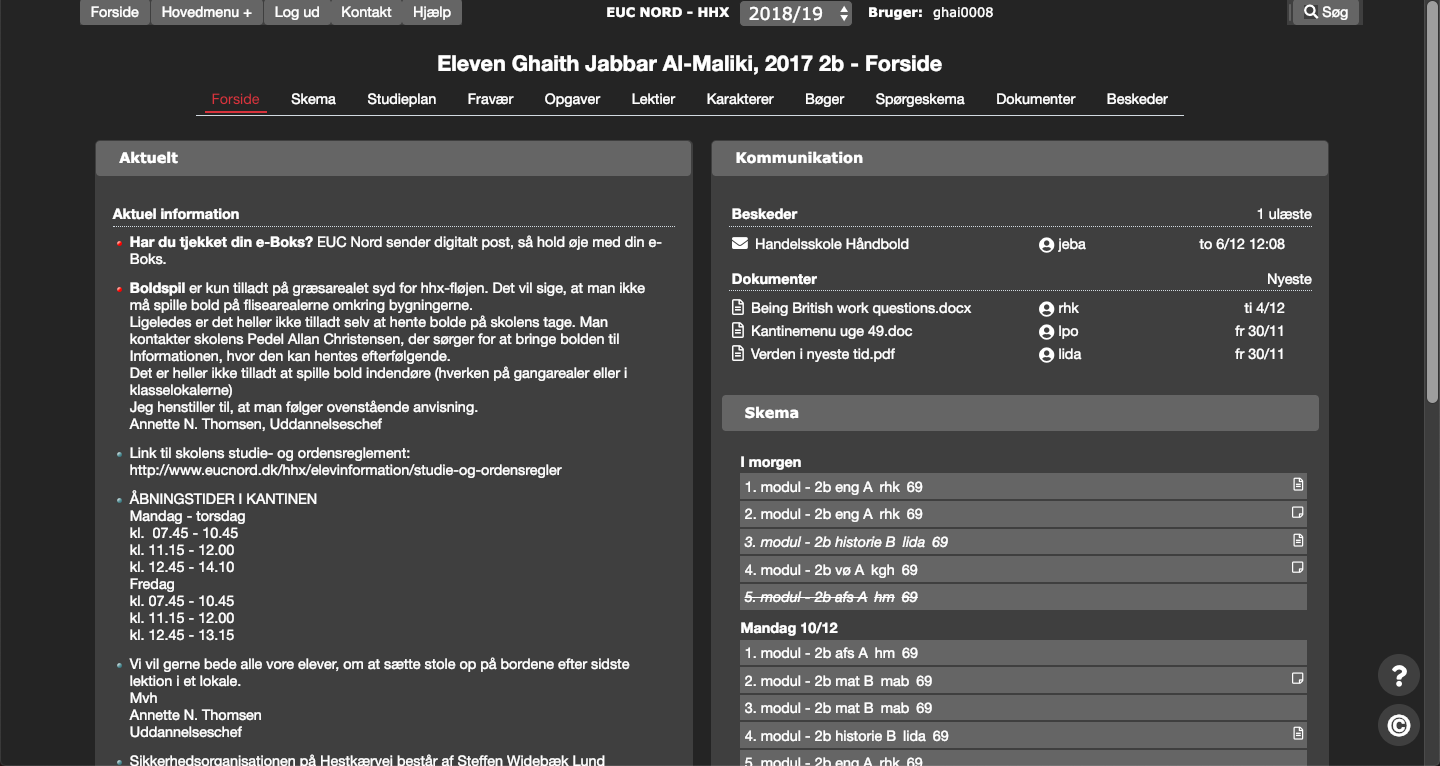 Forside Hovedmenu + Log ud Kontakt Hjælp EUC NORD - HHX 2018/19 Bruger: ghai0008 Søg
Eleven Ghaith Jabbar Al-Maliki, 2017 2b - Forside
Forside Skema Studieplan Fravær Opgaver Lektier Karakterer Bøger Spørgeskema Dokumenter Beskeder
Aktuelt
Aktuel information
Har du tjekket din e-Boks? EUC Nord sender digitalt post, så hold øje med din e-
Boks.
Boldspil er kun tilladt på græsarealet syd for hhx-fløjen. Det vil sige, at man ikke
må spille bold på flisearealerne omkring bygningerne.
Ligeledes er det heller ikke tilladt selv at hente bolde på skolens tage. Man
kontakter skolens Pedel Allan Christensen, der sørger for at bringe bolden til
Informationen, hvor den kan hentes efterfølgende.
Det er heller ikke tilladt at spille bold indendøre (hverken på gangarealer eller i
klasselokalerne)
Jeg henstiller til, at man følger ovenstående anvisning.
Annette N. Thomsen, Uddannelseschef
Link til skolens studie- og ordensreglement:
http://www.eucnord.dk/hhx/elevinformation/studie-og-ordensregler
ÅBNINGSTIDER I KANTINEN
Mandag - torsdag
kl. 07.45 - 10.45
kl. 11.15 - 12.00
kl. 12.45 - 14.10
Fredag
kl. 07.45 - 10.45
kl. 11.15 - 12.00
kl. 12.45 - 13.15
Vi vil gerne bede alle vore elever, om at sætte stole op på bordene efter sidste
lektion i et lokale.
Mvh
Annette N. Thomsen
Uddannelseschef
Sikkerhedsorganisationen på Hestkærvej består af Steffen Widebæk Lund
Kommunikation
Beskeder 1 ulæste
Handelsskole Håndbold jeba to 6/12 12:08
Dokumenter Nyeste
Being British work questions.docx rhk ti 4/12
Kantinemenu uge 49.doc lpo fr 30/11
Verden i nyeste tid.pdf lida fr 30/11
Skema
I morgen
1. modul - 2b eng A rhk 69
2. modul - 2b eng A rhk 69
3. modul - 2b historie B lida 69
4. modul - 2b vø A kgh 69
5. modul - 2b afs A hm 69
Mandag 10/12
1. modul - 2b afs A hm 69
2. modul - 2b mat B mab 69
3. modul - 2b mat B mab 69
4. modul - 2b historie B lida 69
5. modul - 2b eng A rhk 69
?
©